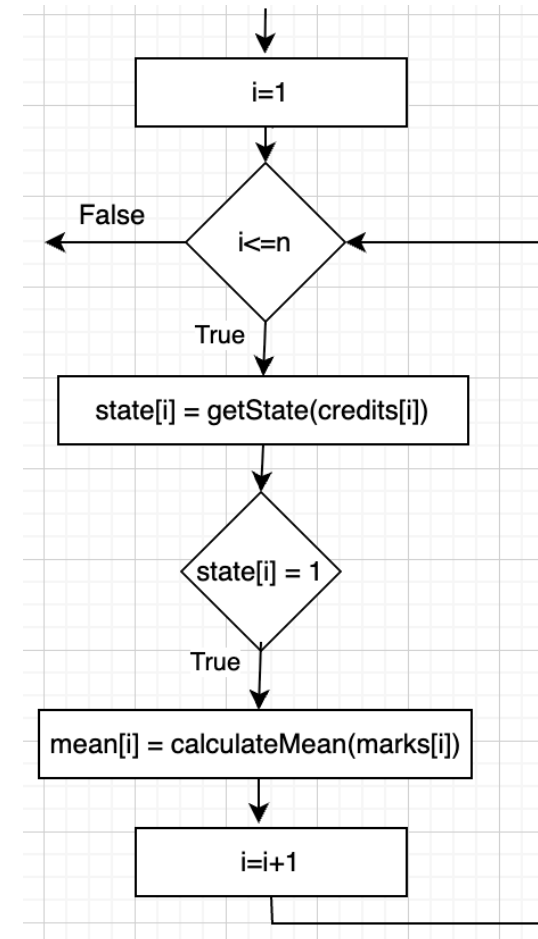 i=1
False
i<=n
True
state[i] = getState(credits[i])
state[i] = 1
True
mean[i] = calculateMean(marks[i])
i=i+1